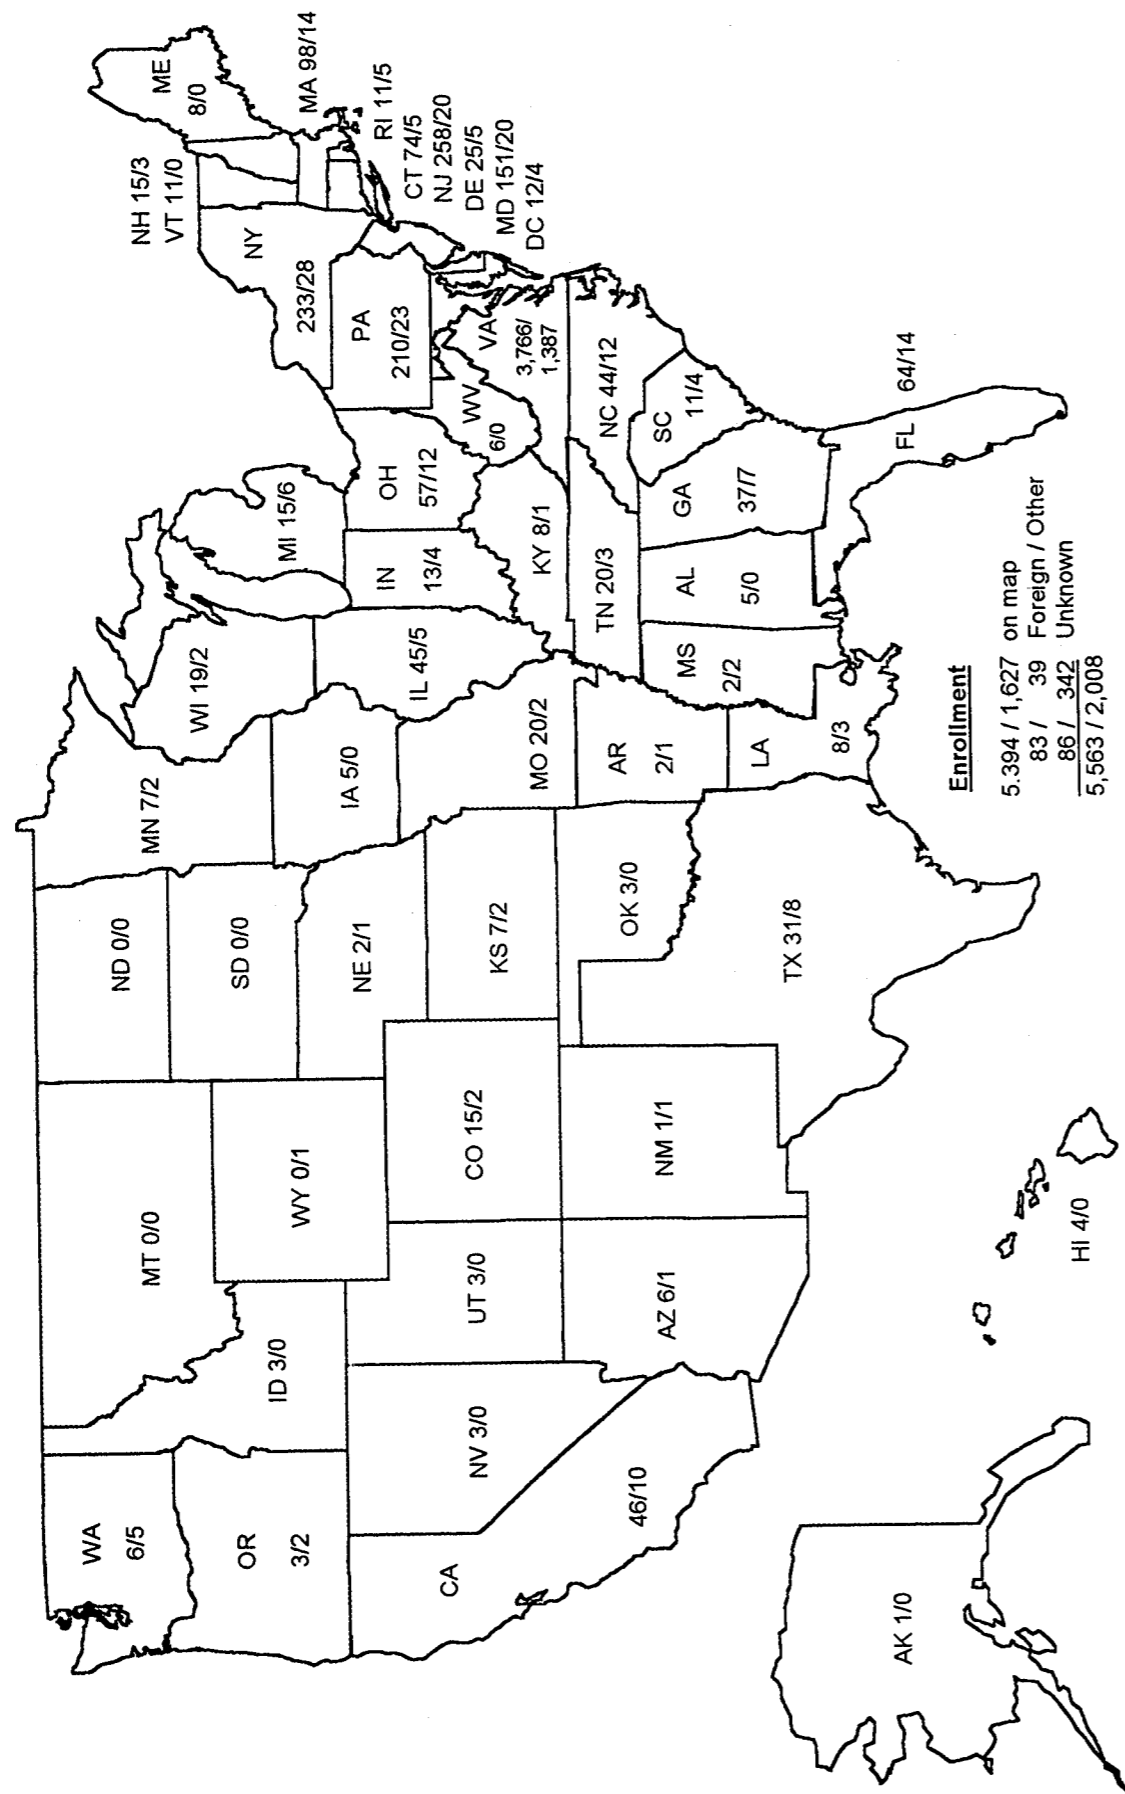 WA
6/5
OR
3/2
CA
46/10
NV 3/0
ID 3/0
MT 0/0
WY 0/1
UT 3/0
AZ 6/1
CO 15/2
NM 1/1
ND 0/0
SD 0/0
NE 2/1
KS 7/2
OK 3/0
TX 31/8
MN 7/2
IA 5/0
MO 20/2
AR
2/1
LA
8/3
WI 19/2
IL 45/5
MS
2/2
MI 15/6
IN
13/4
KY 8/1
TN 20/3
AL
5/0
OH
57/12
GA
37/7
WV
6/0
VA
3,766/
1,387
NC 44/12
SC
11/4
FL
64/14
PA
210/23
NY
233/28
NH 15/3
VT 11/0
ME
8/0
MA 98/14
RI 11/5
CT 74/5
NJ 258/20
DE 25/5
MD 151/20
DC 12/4
AK 1/0
HI 4/0
Enrollment
5.394 / 1,627 on map
83 / 39 Foreign / Other
86 / 342 Unknown
5,563 / 2,008